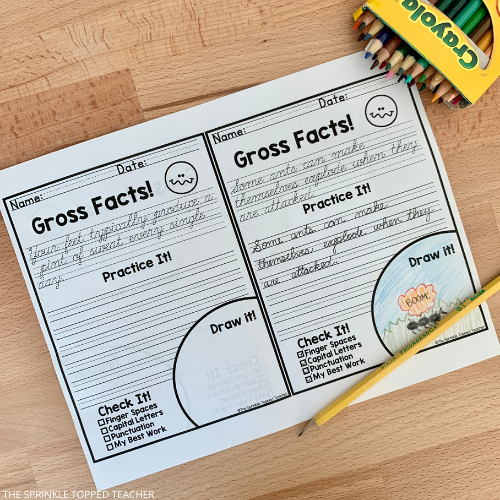 Crayola
Name:
Date:
Gross Facts!
Your feet typically produce a
pint of sweat every single
day.
Practice It!
Draw it!
Check It!
Finger Spaces
Capital Letters
Punctuation
My Best Work
Name:
Date:
Gross Facts!
Some ants can make
themselves explode when they
are attacked.
Practice It!
Some ants can make
themselves explode when they
are attacked.
Draw it!
BOOM!
Check It!
Finger Spaces
Capital Letters
Punctuation
My Best Work
THE SPRINKLE TOPPED TEACHER